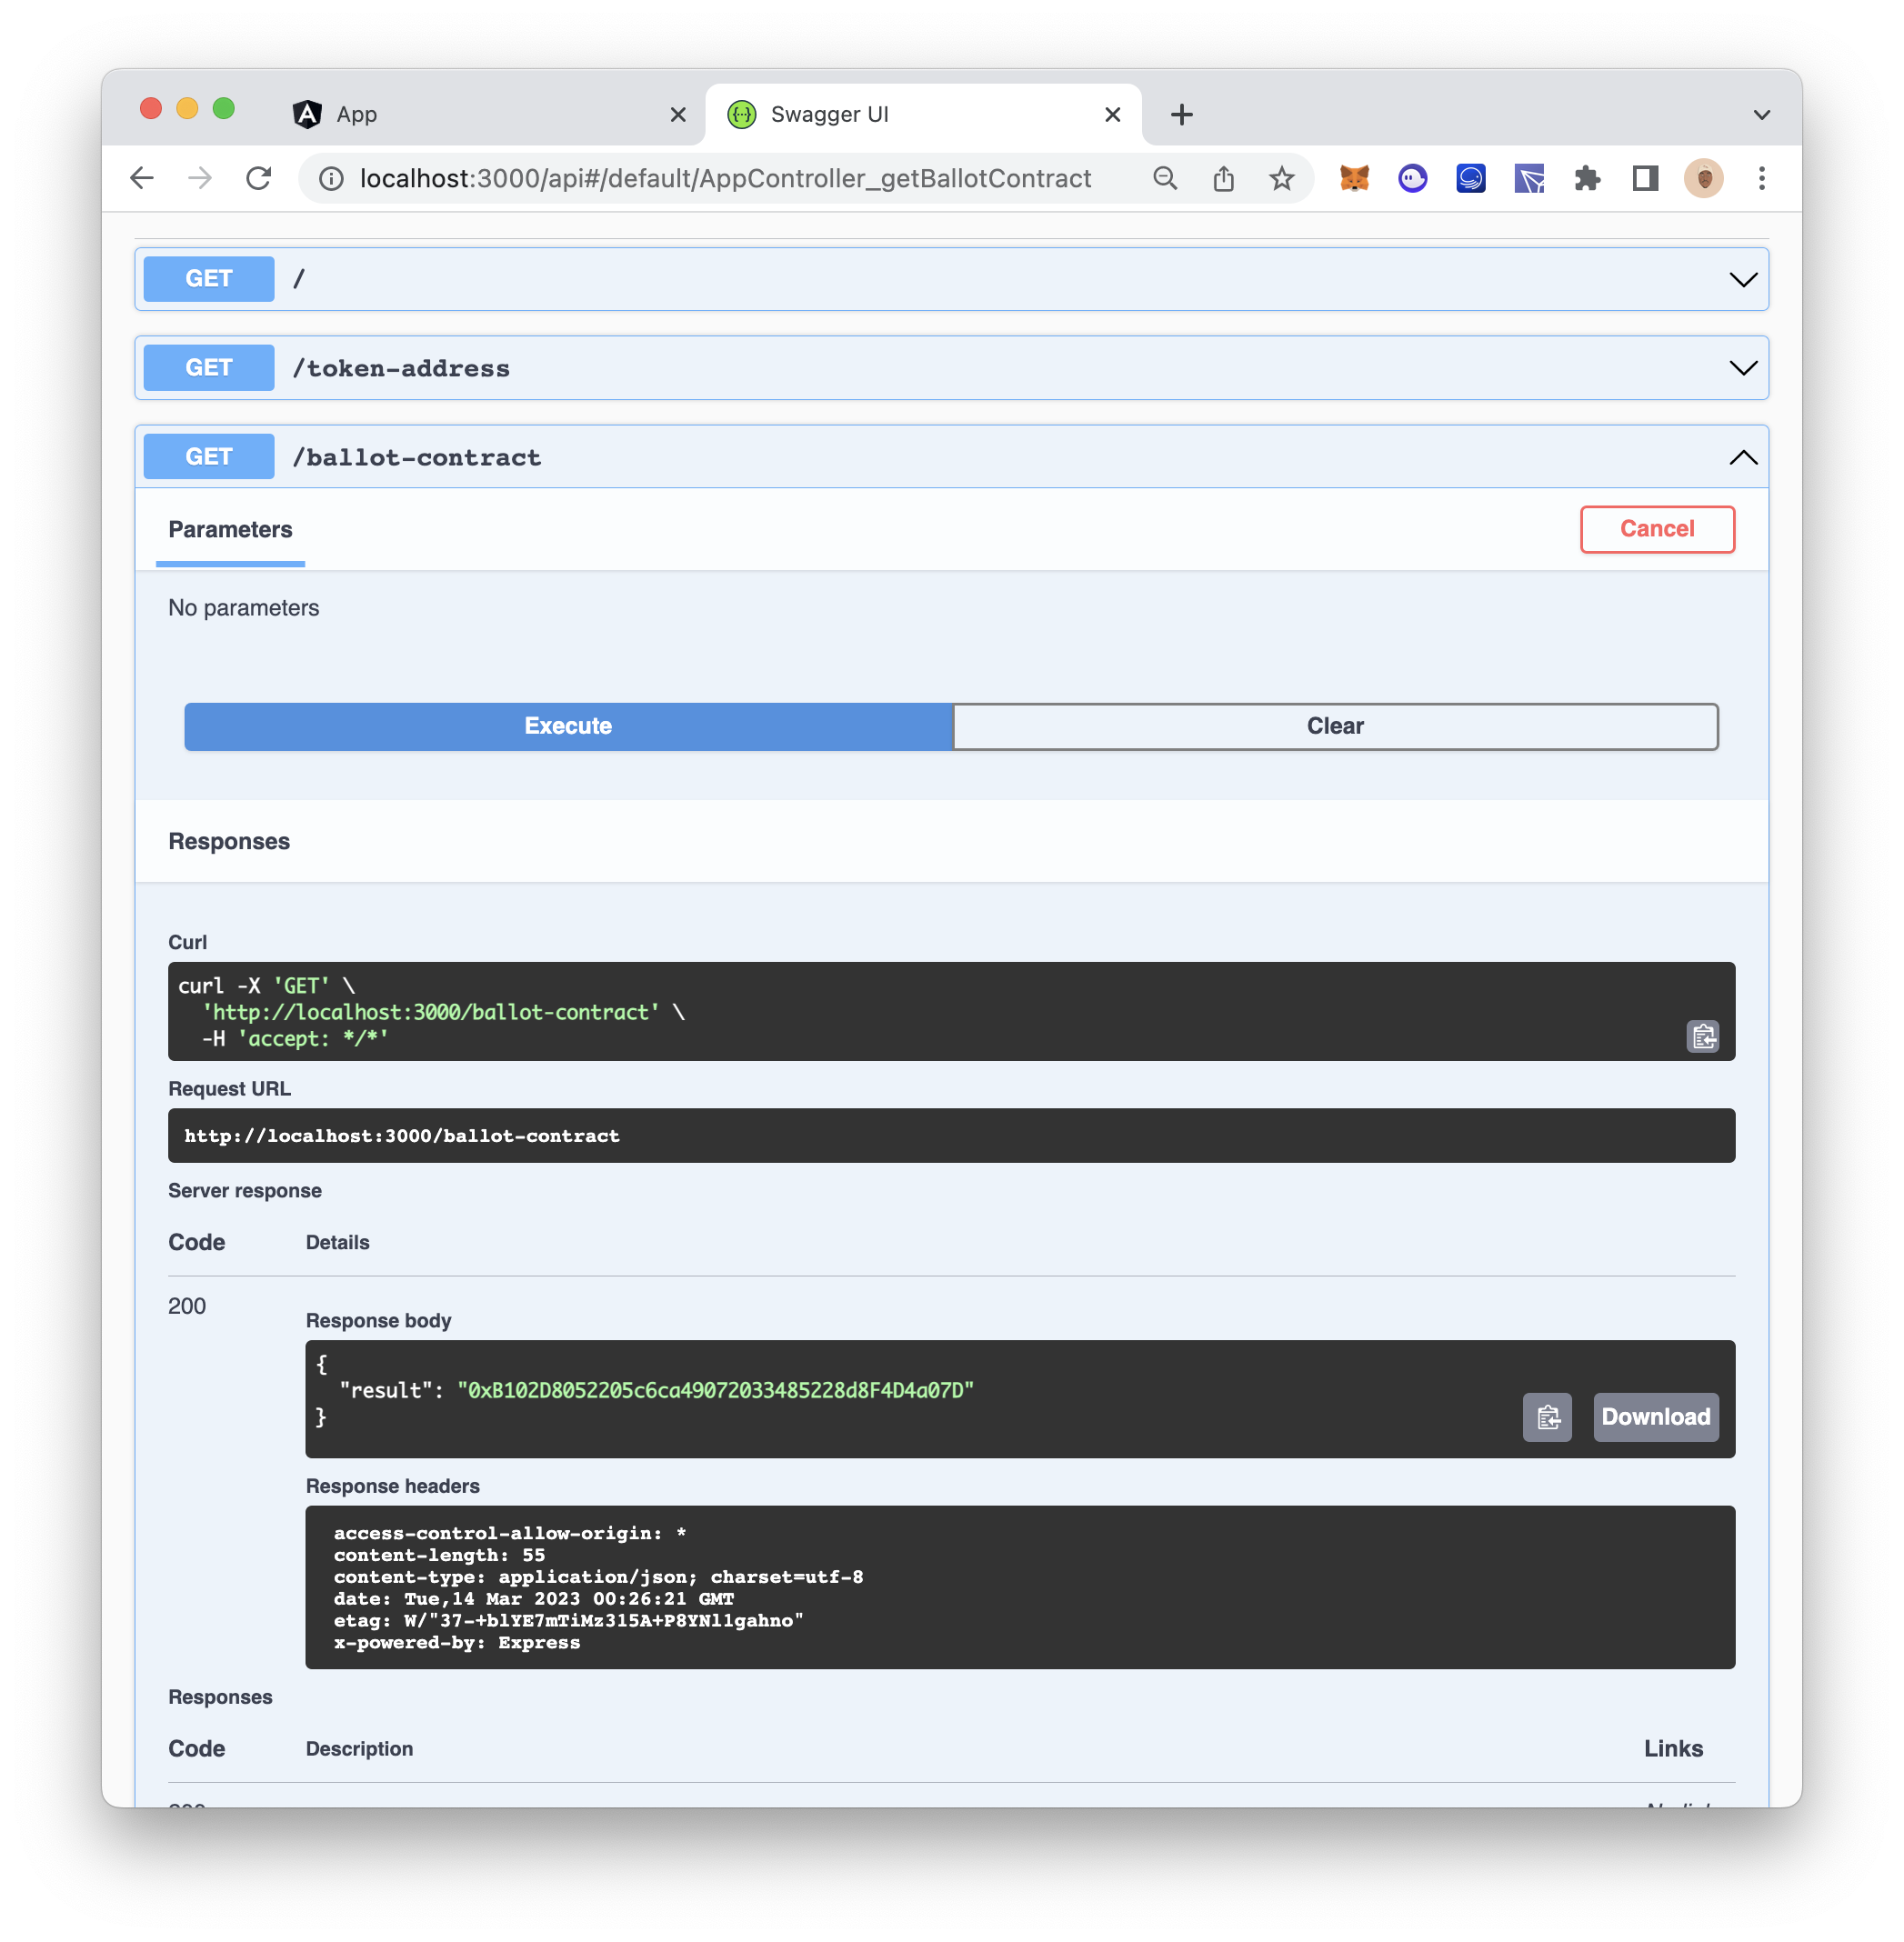 App
Swagger UI
localhost:3000/api#/default/AppController_getBallotContract
GET /
GET /token-address
GET /ballot-contract
Parameters
Cancel
No parameters
Execute
Clear
Responses
Curl
curl -X 'GET' \
'http://localhost:3000/ballot-contract' \
-H 'accept: */*'
Request URL
http://localhost:3000/ballot-contract
Server response
Code Details
200
Response body
{
"result": "0xB102D8052205c6ca49072033485228d8F4D4a07D"
}
Download
Response headers
access-control-allow-origin: *
content-length: 55
content-type: application/json; charset=utf-8
date: Tue,14 Mar 2023 00:26:21 GMT
etag: W/"37-+blYE7mTiMz315A+P8YNl1gahno"
x-powered-by: Express
Responses
Code Description Links